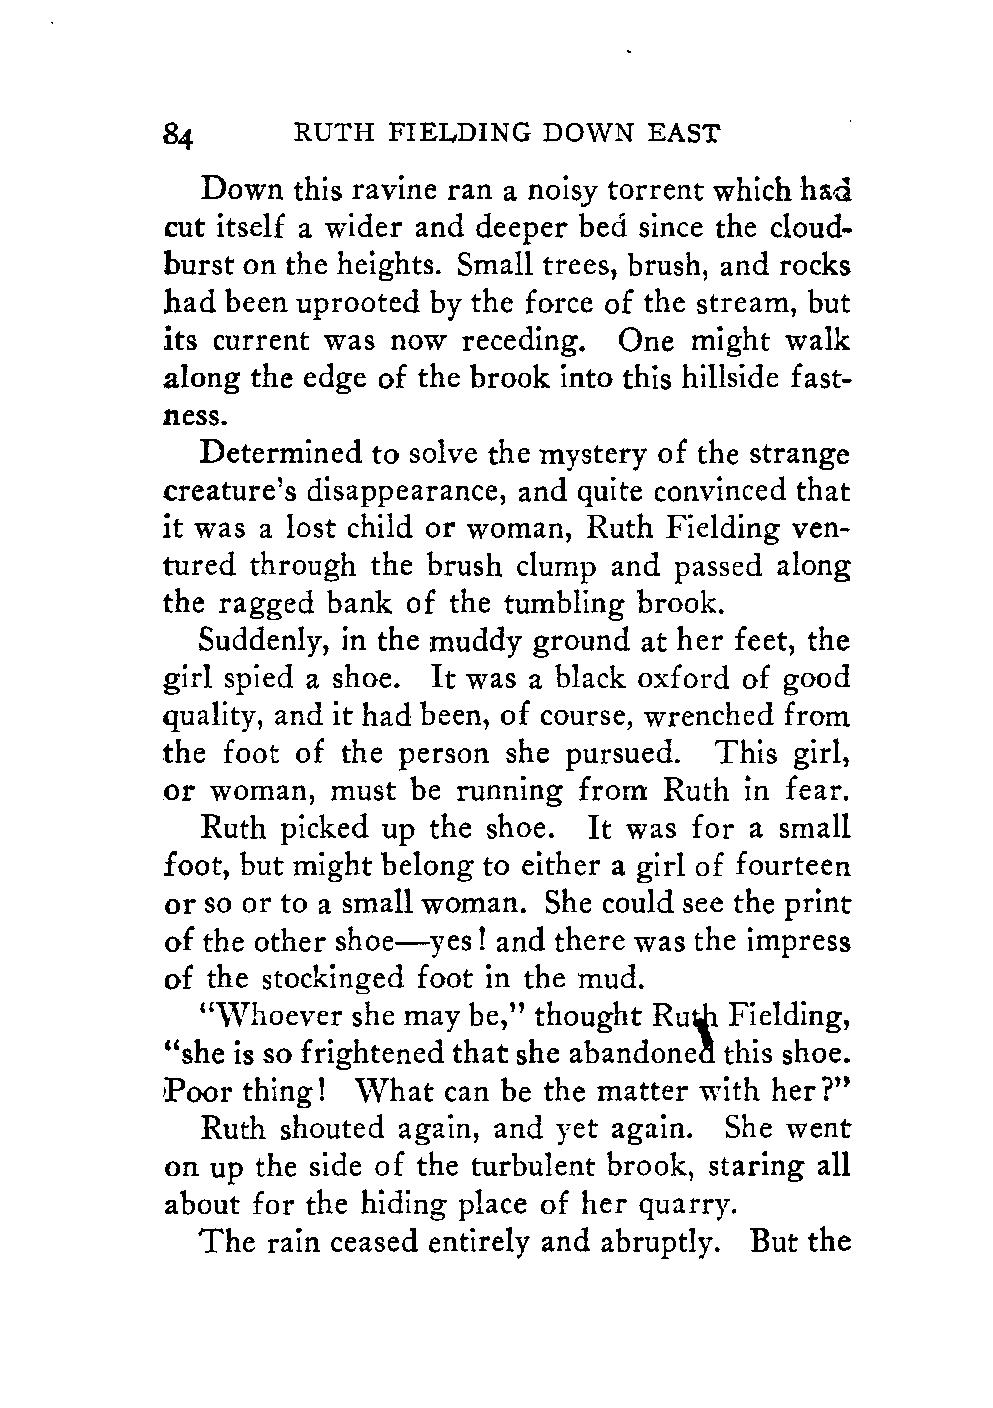 84 RUTH FIELDING DOWN EAST
Down this ravine ran a noisy torrent which had
cut itself a wider and deeper bed since the cloud-
burst on the heights. Small trees, brush, and rocks
had been uprooted by the force of the stream, but
its current was now receding. One might walk
along the edge of the brook into this hillside fast-
ness.
Determined to solve the mystery of the strange
creature's disappearance, and quite convinced that
it was a lost child or woman, Ruth Fielding ven-
tured through the brush clump and passed along
the ragged bank of the tumbling brook.
Suddenly, in the muddy ground at her feet, the
girl spied a shoe. It was a black oxford of good
quality, and it had been, of course, wrenched from
the foot of the person she pursued. This girl,
or woman, must be running from Ruth in fear.
Ruth picked up the shoe. It was for a small
foot, but might belong to either a girl of fourteen
or so or to a small woman. She could see the print
of the other shoe—yes! and there was the impress
of the stockinged foot in the mud.
"Whoever she may be," thought Ruth Fielding,
"she is so frightened that she abandoned this shoe.
Poor thing! What can be the matter with her?"
Ruth shouted again, and yet again. She went
on up the side of the turbulent brook, staring all
about for the hiding place of her quarry.
The rain ceased entirely and abruptly. But the